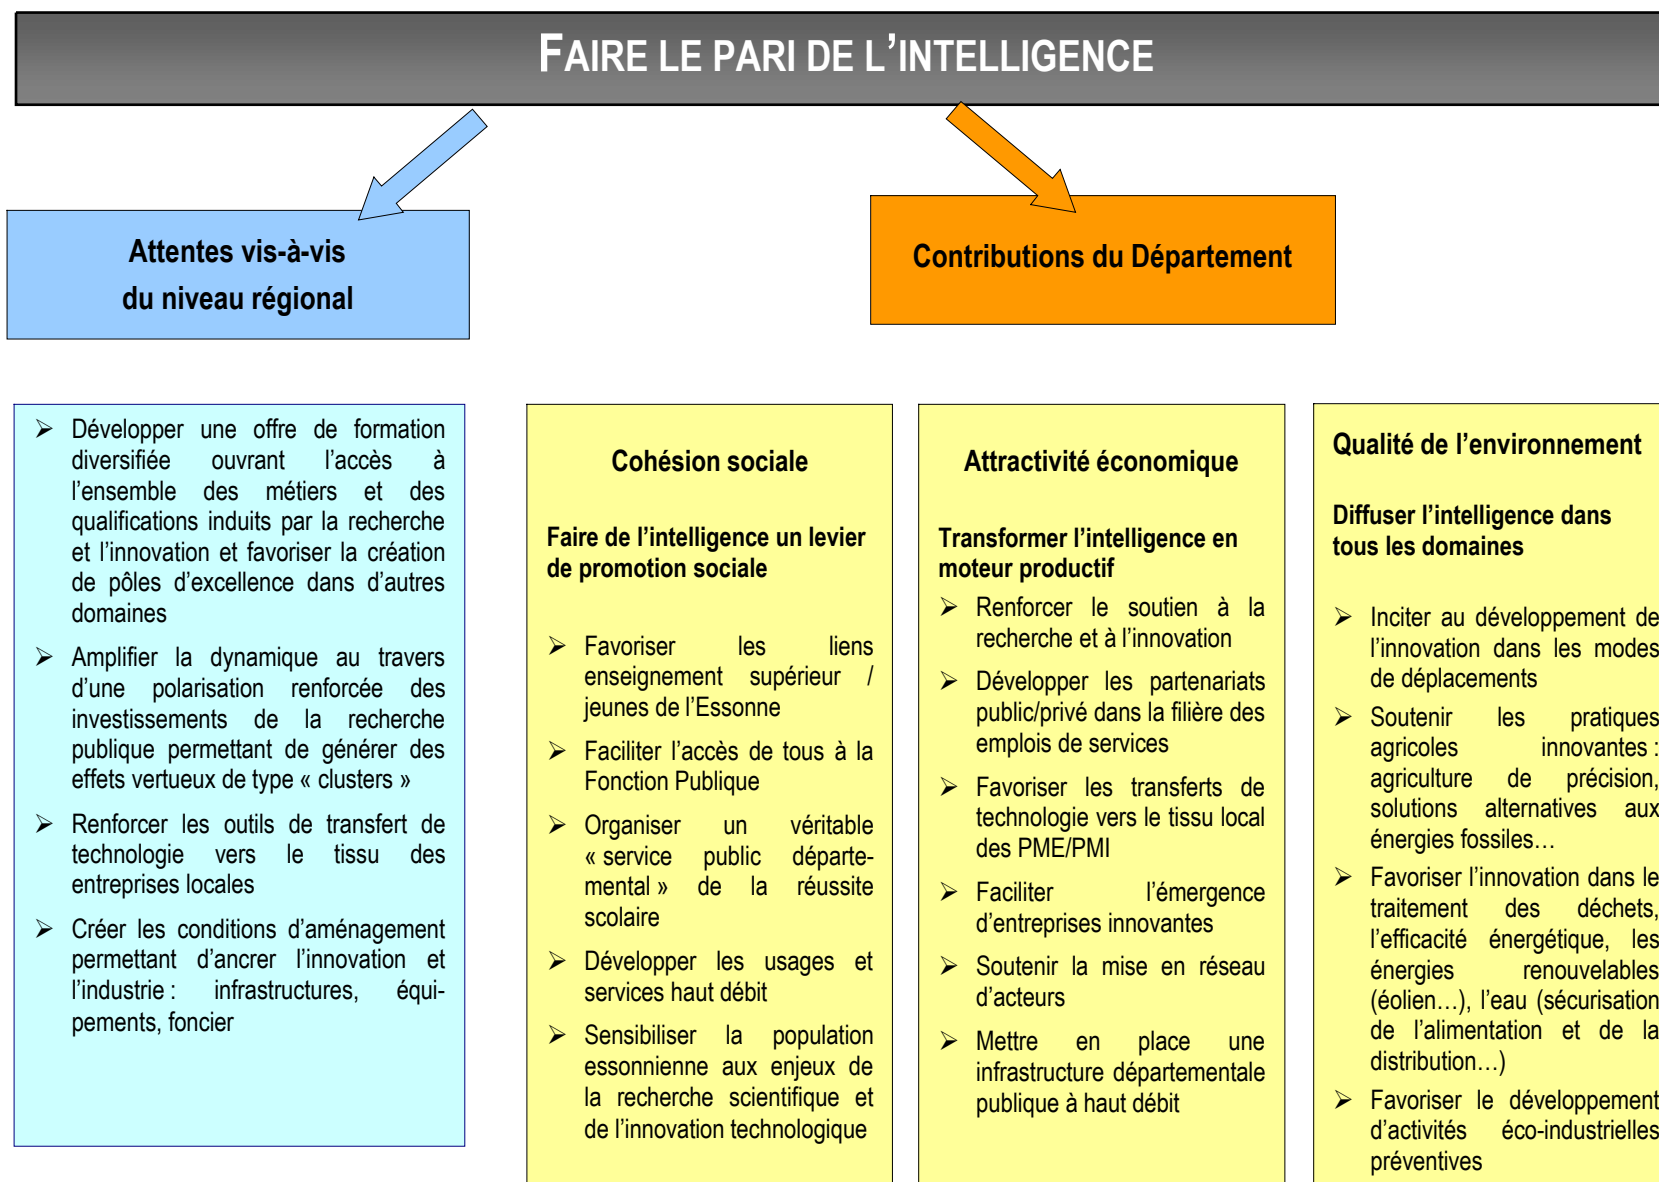 FAIRE LE PARI DE L’INTELLIGENCE
Attentes vis-à-vis
du niveau régional
Contributions du Département
➢ Développer une offre de formation
diversifiée ouvrant l’accès à
l’ensemble des métiers et des
qualifications induits par la recherche
et l’innovation et favoriser la création
de pôles d’excellence dans d’autres
domaines
➢ Amplifier la dynamique au travers
d’une polarisation renforcée des
investissements de la recherche
publique permettant de générer des
effets vertueux de type « clusters »
➢ Renforcer les outils de transfert de
technologie vers le tissu des
entreprises locales
➢ Créer les conditions d’aménagement
permettant d’ancrer l’innovation et
l’industrie : infrastructures, équi-
pements, foncier
Cohésion sociale
Faire de l’intelligence un levier
de promotion sociale
➢ Favoriser les liens
enseignement supérieur /
jeunes de l’Essonne
➢ Faciliter l’accès de tous à la
Fonction Publique
➢ Organiser un véritable
« service public départe-
mental » de la réussite
scolaire
➢ Développer les usages et
services haut débit
➢ Sensibiliser la population
essonnienne aux enjeux de
la recherche scientifique et
de l’innovation technologique
Attractivité économique
Transformer l’intelligence en
moteur productif
➢ Renforcer le soutien à la
recherche et à l’innovation
➢ Développer les partenariats
public/privé dans la filière des
emplois de services
➢ Favoriser les transferts de
technologie vers le tissu local
des PME/PMI
➢ Faciliter l’émergence
d’entreprises innovantes
➢ Soutenir la mise en réseau
d’acteurs
➢ Mettre en place une
infrastructure départementale
publique à haut débit
Qualité de l’environnement
Diffuser l’intelligence dans
tous les domaines
➢ Inciter au développement de
l’innovation dans les modes
de déplacements
➢ Soutenir les pratiques
agricoles innovantes :
agriculture de précision,
solutions alternatives aux
énergies fossiles…
➢ Favoriser l’innovation dans le
traitement des déchets,
l’efficacité énergétique, les
énergies renouvelables
(éolien…), l’eau (sécurisation
de l’alimentation et de la
distribution…)
➢ Favoriser le développement
d’activités éco-industrielles
préventives